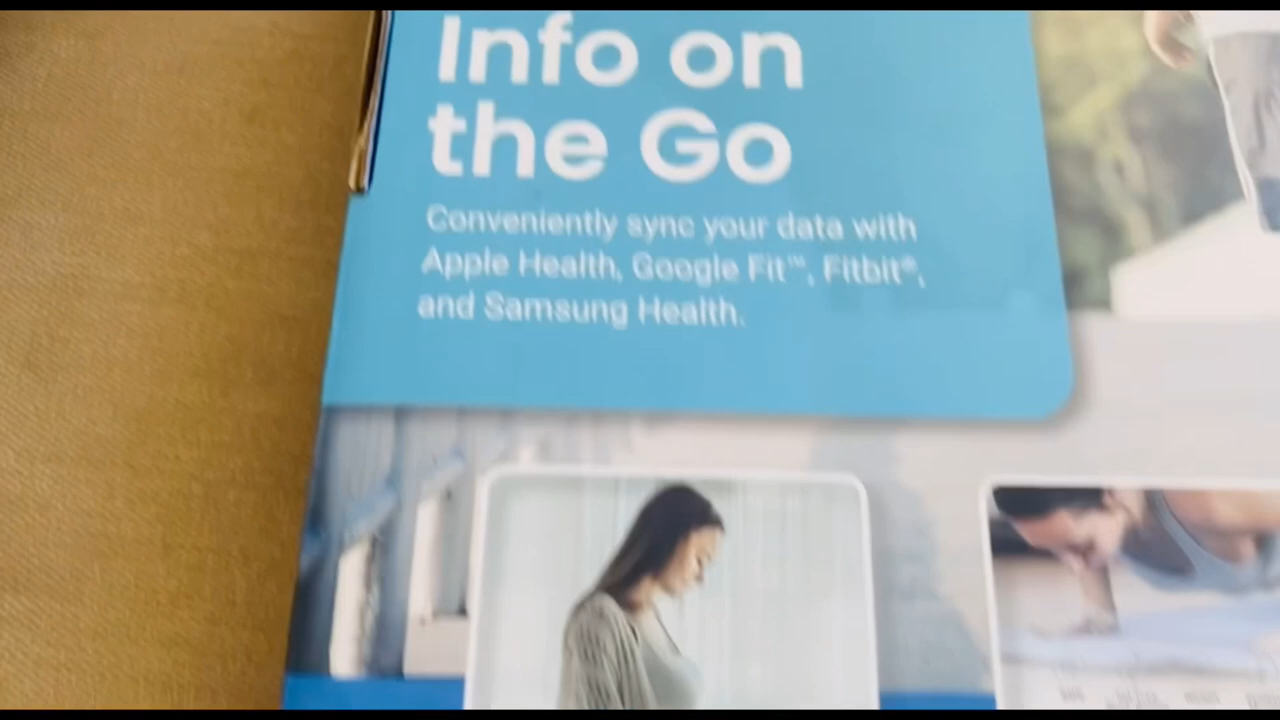 Info on
the Go
Conveniently sync your data with
Apple Health, Google Fit™, Fitbit®,
and Samsung Health.